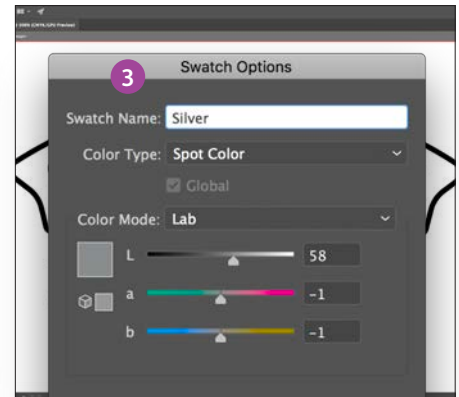 3
Swatch Options
Swatch Name: Silver
Color Type: Spot Color
Global
Color Mode: Lab
L 58
a -1
b -1